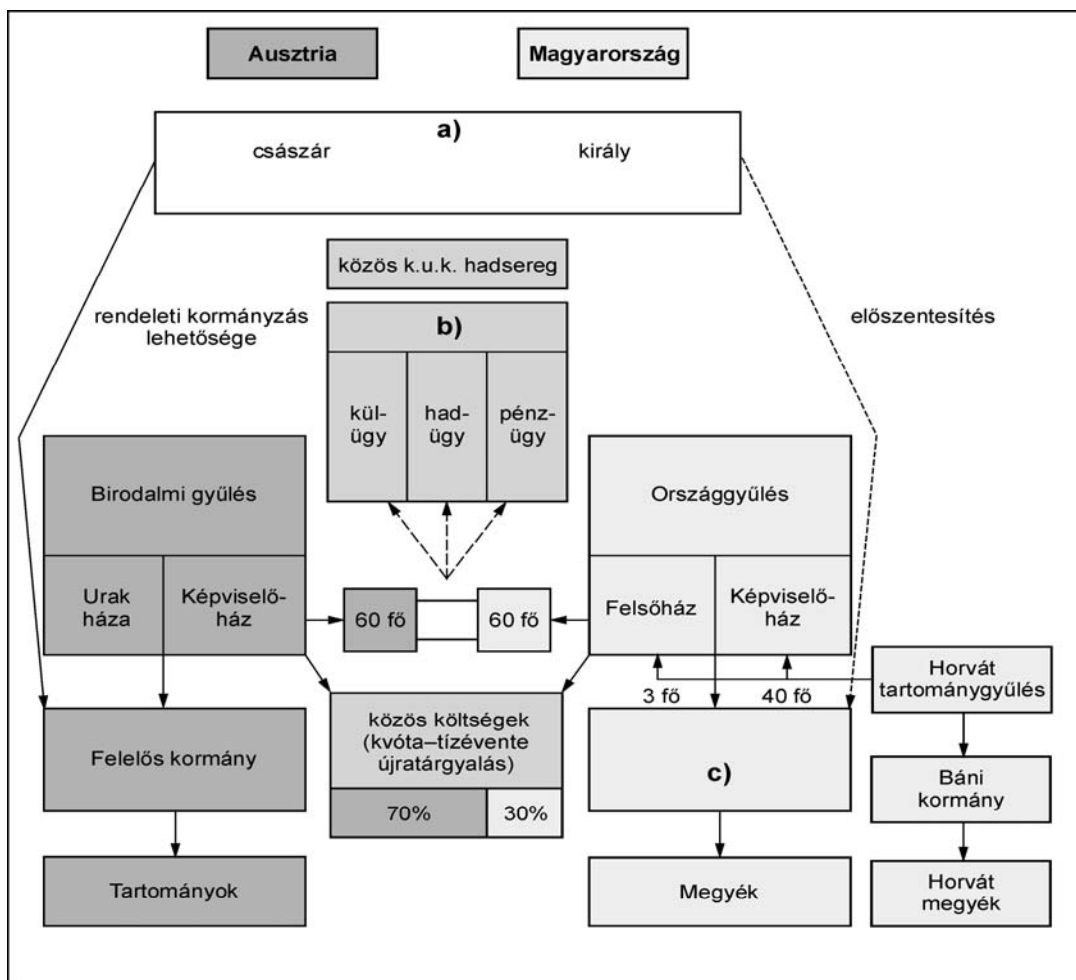 Ausztria
Magyarország
a)
császár
király
közös k.u.k. hadsereg
rendeleti kormányzás
lehetősége
előszentesítés
b)
kül-
ügy
had-
ügy
pénz-
ügy
Birodalmi gyűlés
Országgyűlés
Urak
háza
Képviselő-
ház
60 fő
60 fő
Felsőház
Képviselő-
ház
3 fő
40 fő
Horvát
tartománygyűlés
közös költségek
(kvóta–tízévente
újratárgyalás)
70%
30%
Felelős kormány
c)
Báni
kormány
Tartományok
Megyék
Horvát
megyék